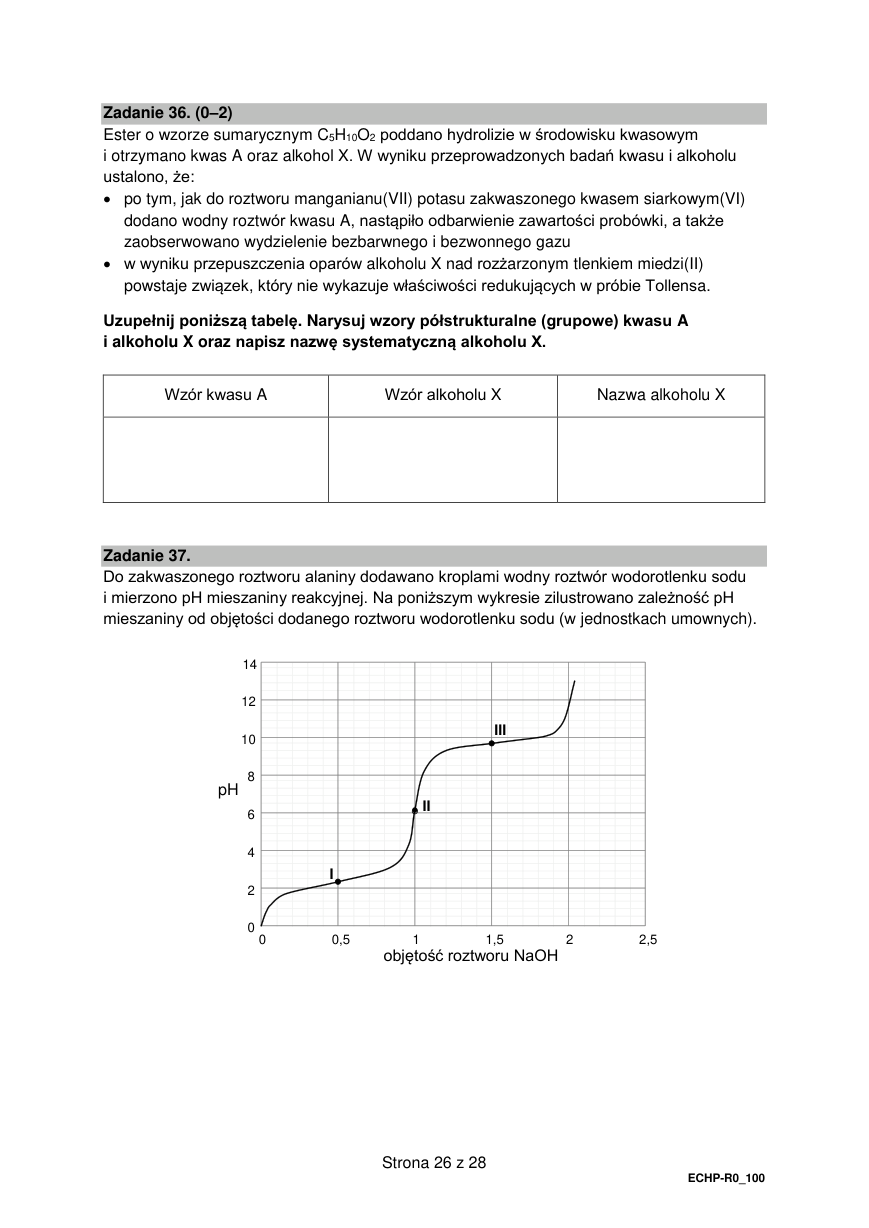 Zadanie 36. (0–2)
Ester o wzorze sumarycznym C₅H₁₀O₂ poddano hydrolizie w środowisku kwasowym
i otrzymano kwas A oraz alkohol X. W wyniku przeprowadzonych badań kwasu i alkoholu
ustalono, że:
• po tym, jak do roztworu manganianu(VII) potasu zakwaszonego kwasem siarkowym(VI)
dodano wodny roztwór kwasu A, nastąpiło odbarwienie zawartości probówki, a także
zaobserwowano wydzielenie bezbarwnego i bezwonnego gazu
• w wyniku przepuszczenia oparów alkoholu X nad rozżarzonym tlenkiem miedzi(II)
powstaje związek, który nie wykazuje właściwości redukujących w próbie Tollensa.
Uzupełnij poniższą tabelę. Narysuj wzory półstrukturalne (grupowe) kwasu A
i alkoholu X oraz napisz nazwę systematyczną alkoholu X.
Wzór kwasu A Wzór alkoholu X Nazwa alkoholu X
Zadanie 37.
Do zakwaszonego roztworu alaniny dodawano kroplami wodny roztwór wodorotlenku sodu
i mierzono pH mieszaniny reakcyjnej. Na poniższym wykresie zilustrowano zależność pH
mieszaniny od objętości dodanego roztworu wodorotlenku sodu (w jednostkach umownych).
14
12
10
8
6
4
2
0
pH
I
II
III
0 0,5 1 1,5 2 2,5
objętość roztworu NaOH
Strona 26 z 28
ECHP-R0_100